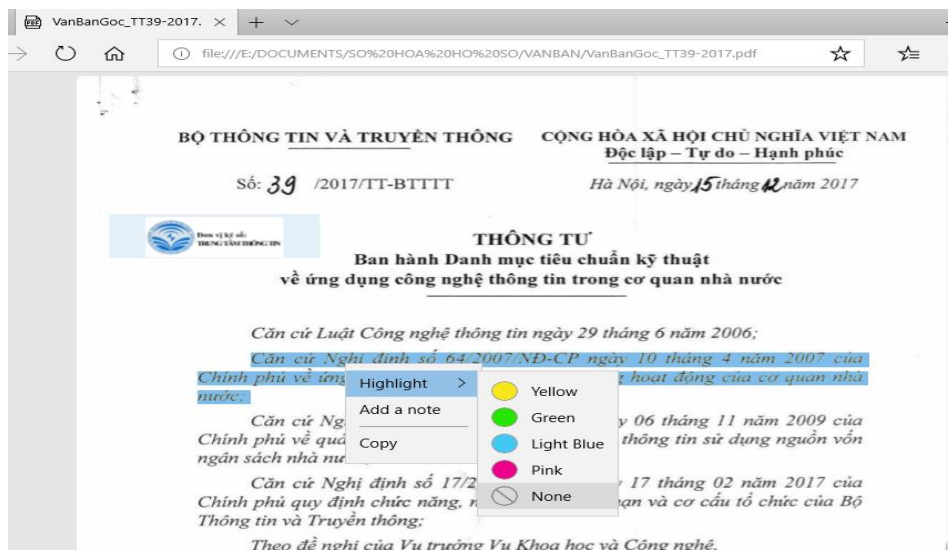 VanBanGoc_TT39-2017.
file:///E:/DOCUMENTS/SO%20HOA%20HO%20SO/VANBAN/VanBanGoc_TT39-2017.pdf
BỘ THÔNG TIN VÀ TRUYỀN THÔNG
CỘNG HÒA XÃ HỘI CHỦ NGHĨA VIỆT NAM
Độc lập – Tự do – Hạnh phúc
Số: 39 /2017/TT-BTTTT
Hà Nội, ngày 15 tháng 12 năm 2017
Đơn vị ký số:
TRUNG TÂM THÔNG TIN
THÔNG TƯ
Ban hành Danh mục tiêu chuẩn kỹ thuật
về ứng dụng công nghệ thông tin trong cơ quan nhà nước
Căn cứ Luật Công nghệ thông tin ngày 29 tháng 6 năm 2006;
Căn cứ Nghị định số 64/2007/NĐ-CP ngày 10 tháng 4 năm 2007 của
Chính phủ về ứng hoạt động của cơ quan nhà
nước;
Căn cứ Ng 06 tháng 11 năm 2009 của
Chính phủ về quả thông tin sử dụng nguồn vốn
ngân sách nhà nư
Căn cứ Nghị định số 17/2 17 tháng 02 năm 2017 của
Chính phủ quy định chức năng, n ạn và cơ cấu tổ chức của Bộ
Thông tin và Truyền thông;
Theo đề nghị của Vụ trưởng Vụ Khoa học và Công nghệ,
Highlight >
Add a note
Copy
Yellow
Green
Light Blue
Pink
None